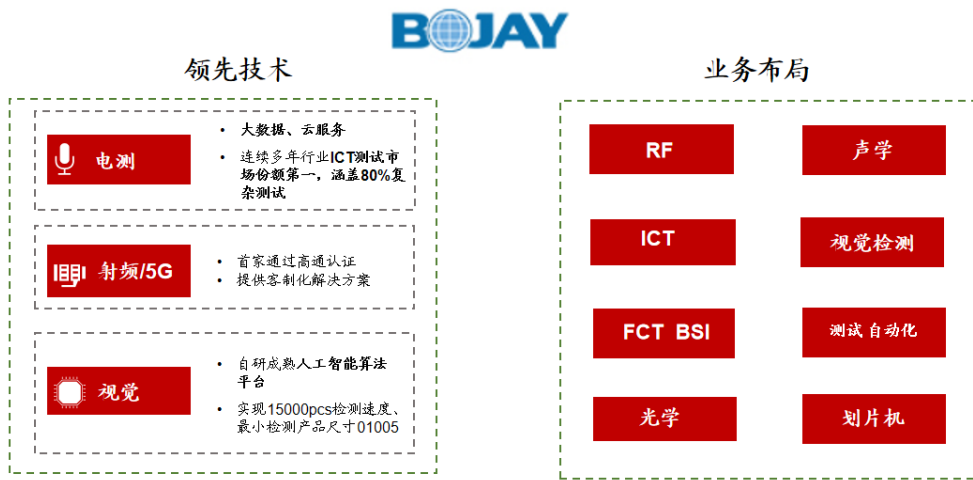 BOJAY
领先技术
电测
• 大数据、云服务
• 连续多年行业ICT测试市
场份额第一，涵盖80%复
杂测试
射频/5G
• 首家通过高通认证
• 提供客制化解决方案
视觉
• 自研成熟人工智能算法
平台
• 实现15000pcs检测速度、
最小检测产品尺寸01005
业务布局
RF
声学
ICT
视觉检测
FCT BSI
测试自动化
光学
划片机